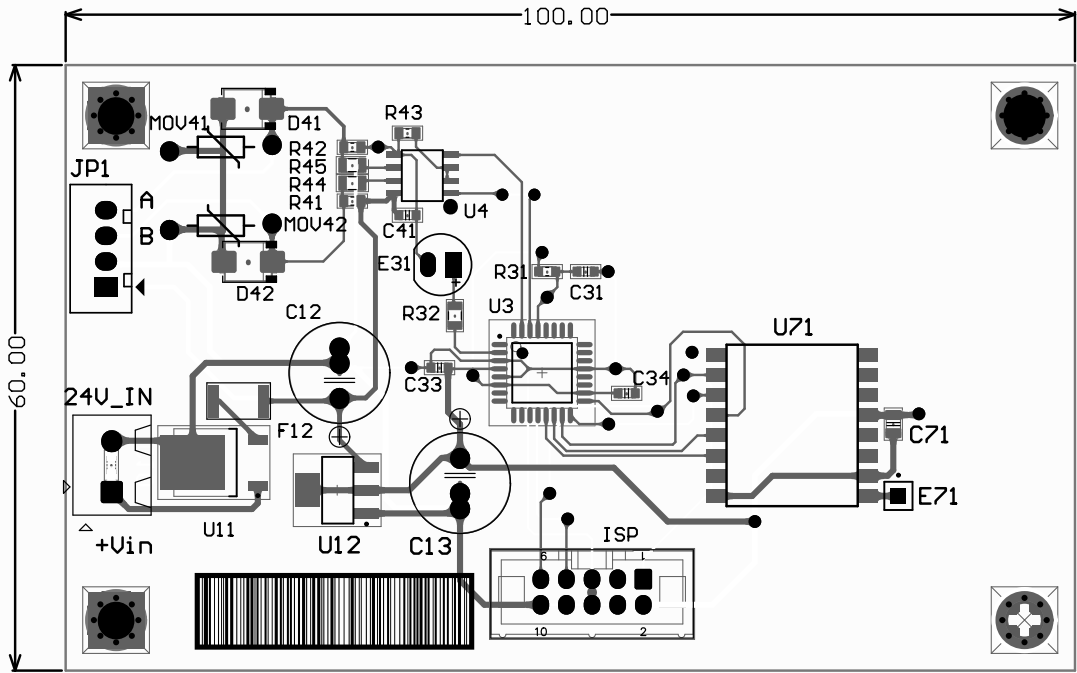 100.00
60.00
MOV41
D41
R43
JP1
R42
R45
R44
R41
A
B
U4
MOV42
C41
D42
E31
+
R31
C31
C12
R32
U3
U71
C33
C34
24V_IN
F12
C71
E71
U11
U12
C13
ISP
+Vin
9
1
10
2